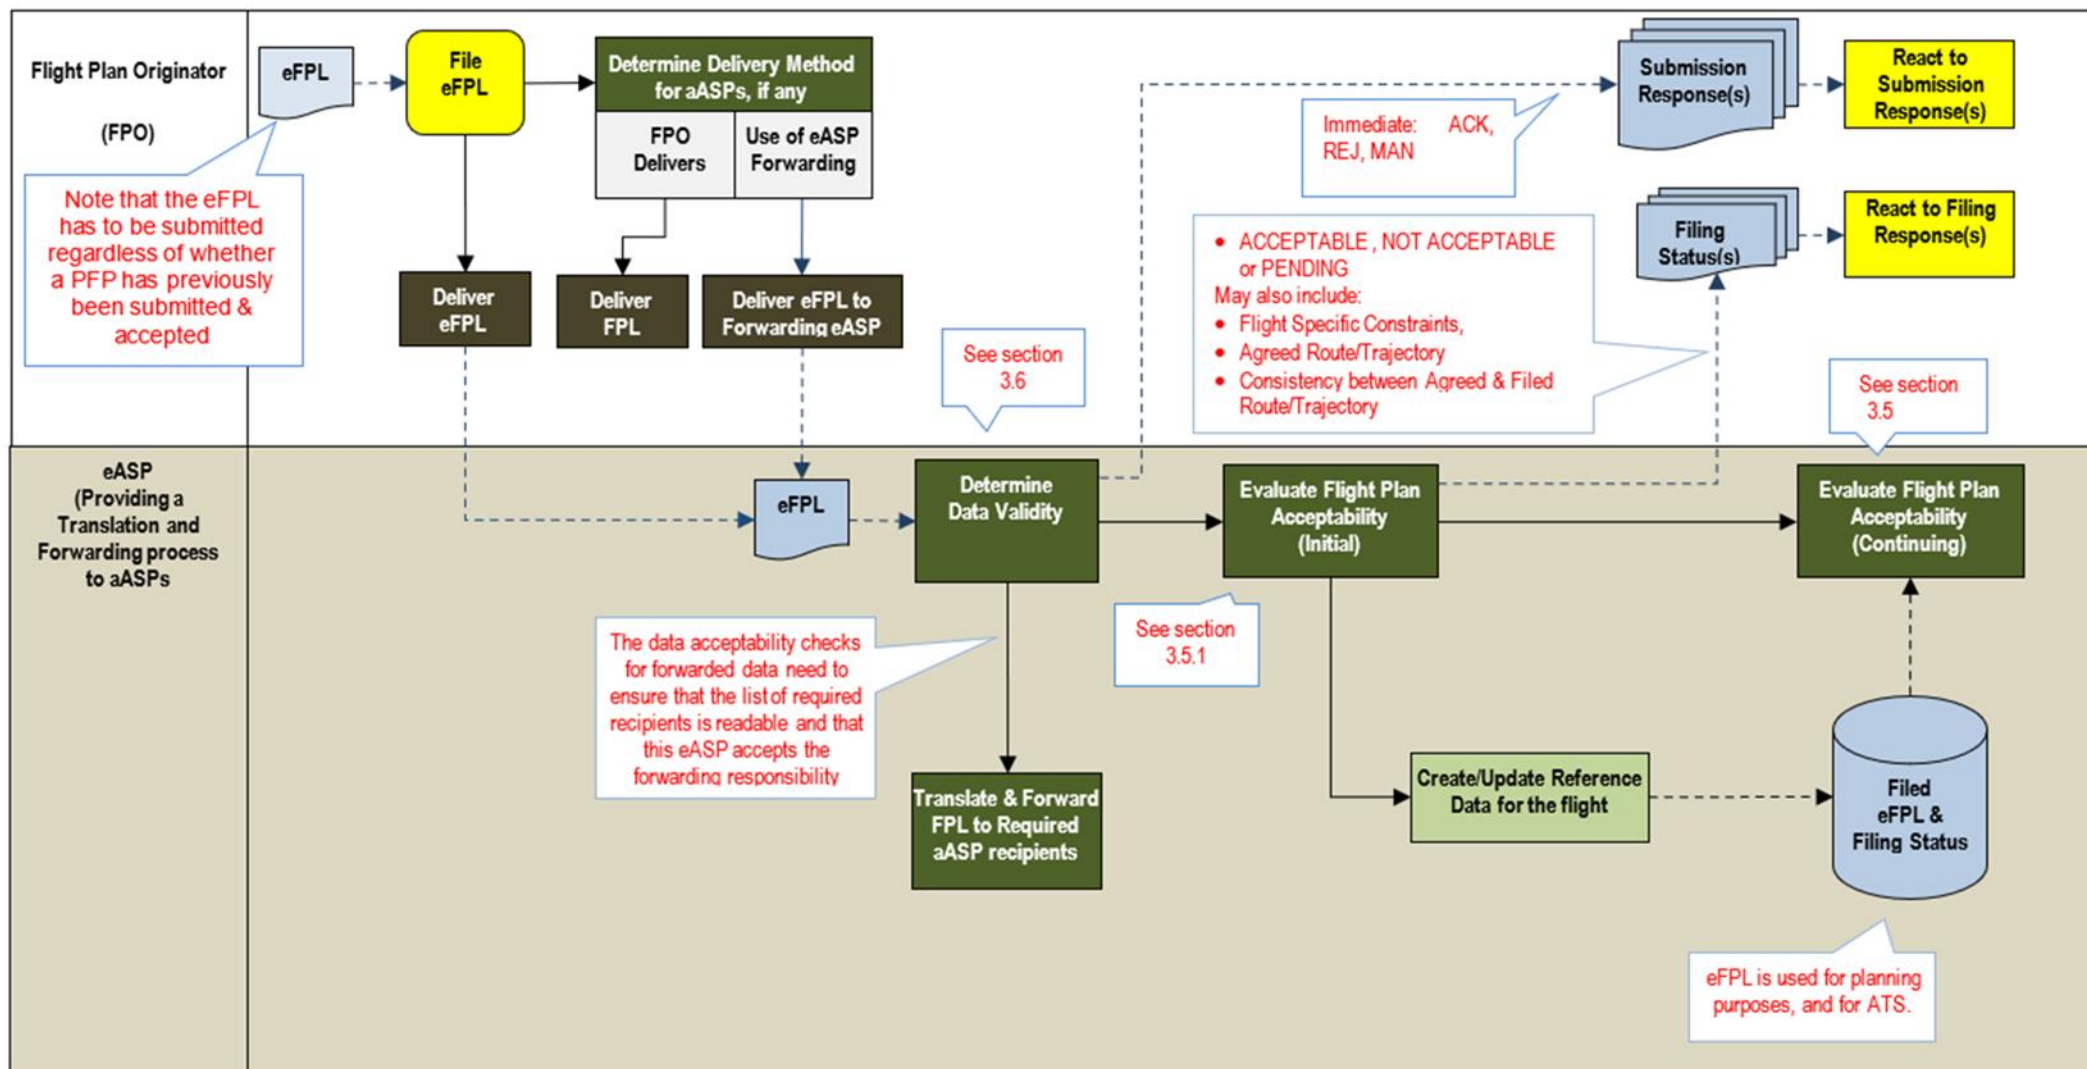 Flight Plan Originator
(FPO)
eFPL
File
eFPL
Determine Delivery Method
for aASPs, if any
FPO
Delivers
Use of eASP
Forwarding
Note that the eFPL
has to be submitted
regardless of whether
a PFP has previously
been submitted &
accepted
Deliver
eFPL
Deliver
FPL
Deliver eFPL to
Forwarding eASP
See section
3.6
Immediate: ACK,
REJ, MAN
Submission
Response(s)
React to
Submission
Response(s)
• ACCEPTABLE , NOT ACCEPTABLE
or PENDING
May also include:
• Flight Specific Constraints,
• Agreed Route/Trajectory
• Consistency between Agreed & Filed
Route/Trajectory
Filing
Status(s)
React to Filing
Response(s)
See section
3.5
eASP
(Providing a
Translation and
Forwarding process
to aASPs
eFPL
Determine
Data Validity
Evaluate Flight Plan
Acceptability
(Initial)
Evaluate Flight Plan
Acceptability
(Continuing)
The data acceptability checks
for forwarded data need to
ensure that the list of required
recipients is readable and that
this eASP accepts the
forwarding responsibility
See section
3.5.1
Translate & Forward
FPL to Required
aASP recipients
Create/Update Reference
Data for the flight
Filed
eFPL &
Filing Status
eFPL is used for planning
purposes, and for ATS.